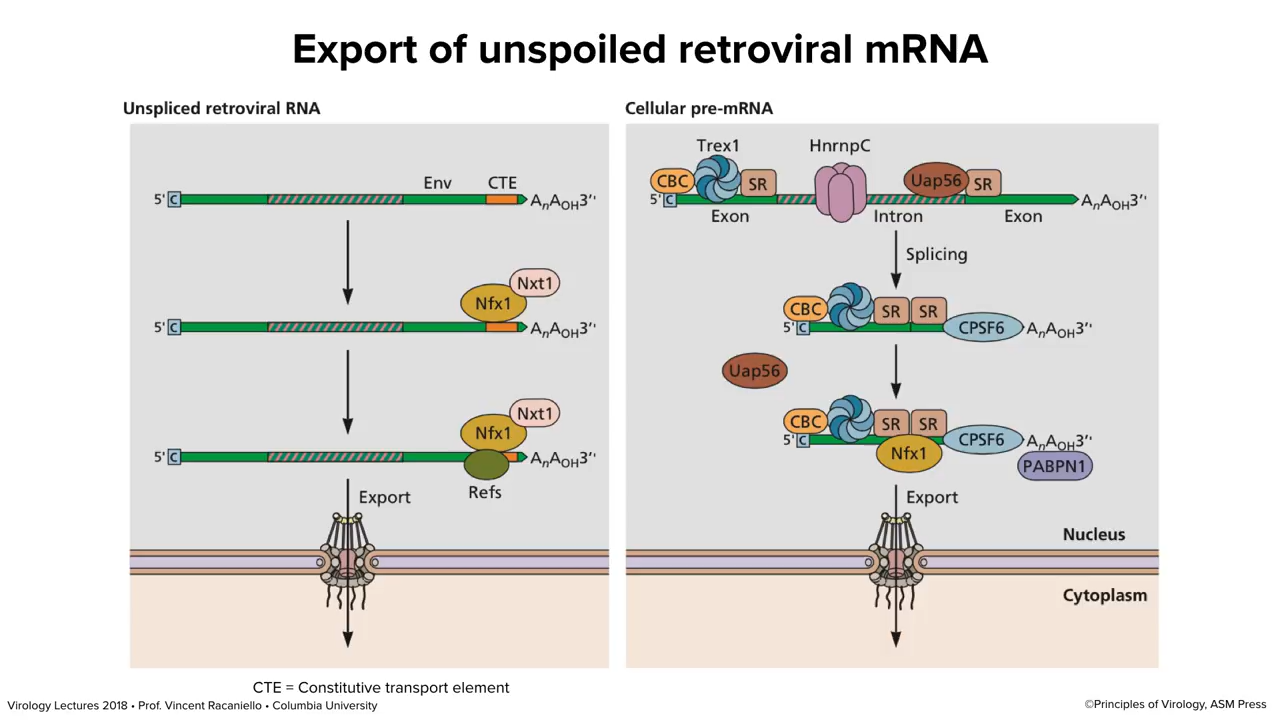 Export of unspoiled retroviral mRNA
Unspliced retroviral RNA
Env
CTE
5' C
AnAOH3''
Nxt1
Nfx1
5' C
AnAOH3''
Nxt1
Nfx1
5' C
AnAOH3''
Refs
Export
Cellular pre-mRNA
Trex1
HnrnpC
CBC
SR
Uap56
SR
5' C
AnAOH3''
Exon
Intron
Exon
Splicing
CBC
SR
SR
5' C
CPSF6
AnAOH3''
Uap56
CBC
SR
SR
5' C
CPSF6
AnAOH3''
Nfx1
PABPN1
Export
Nucleus
Cytoplasm
CTE = Constitutive transport element
Virology Lectures 2018 • Prof. Vincent Racaniello • Columbia University
©Principles of Virology, ASM Press